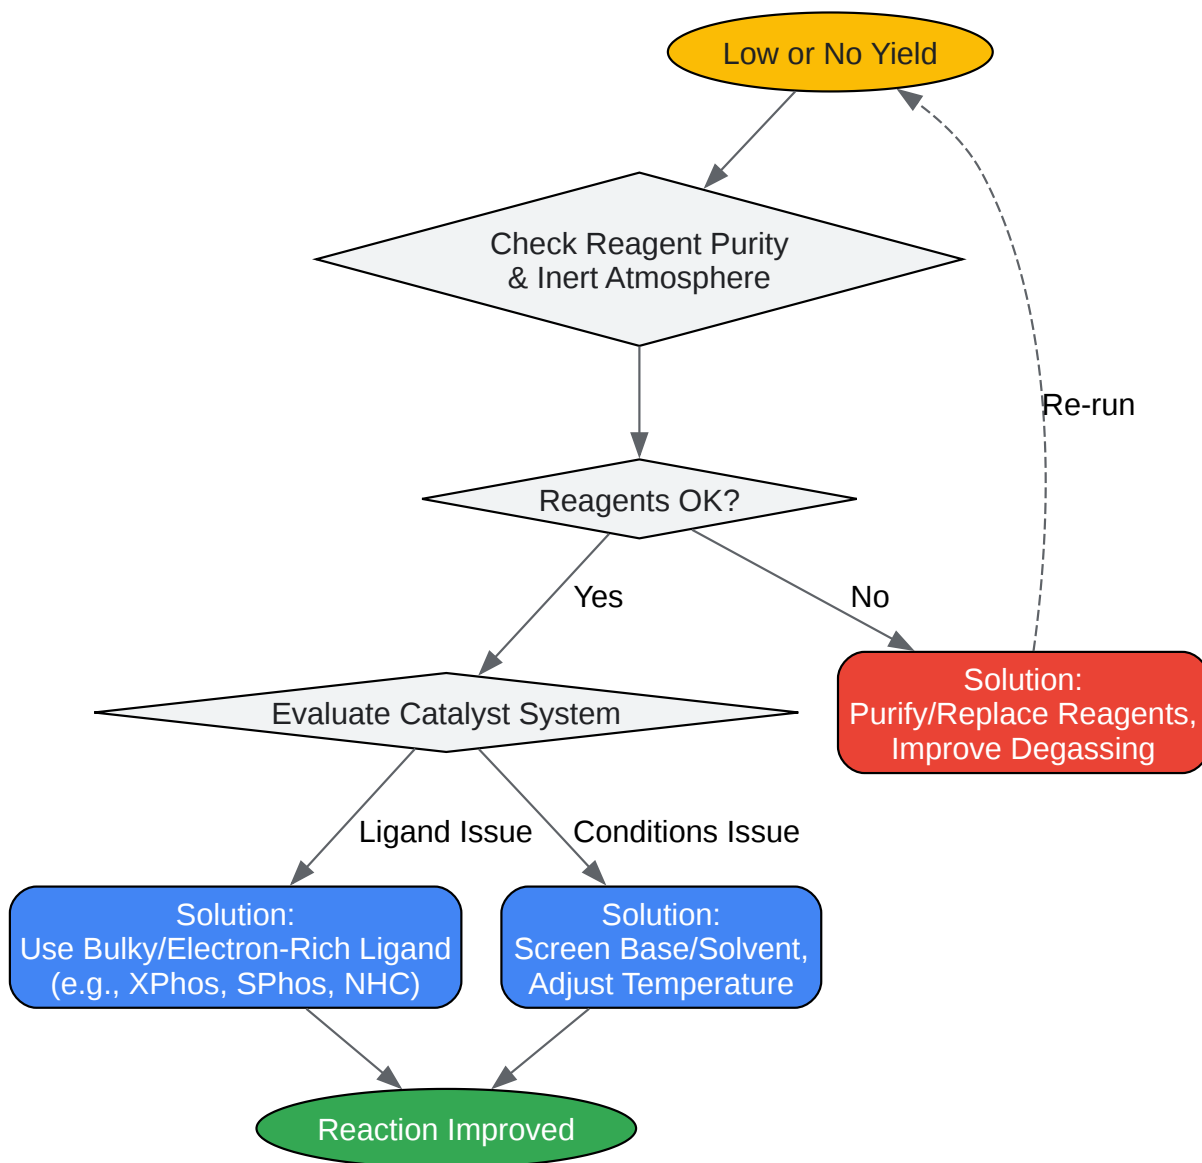 Low or No Yield
Check Reagent Purity
& Inert Atmosphere
Re-run
Reagents OK?
Yes
No
Solution:
Purify/Replace Reagents,
Improve Degassing
Evaluate Catalyst System
Ligand Issue
Conditions Issue
Solution:
Use Bulky/Electron-Rich Ligand
(e.g., XPhos, SPhos, NHC)
Solution:
Screen Base/Solvent,
Adjust Temperature
Reaction Improved